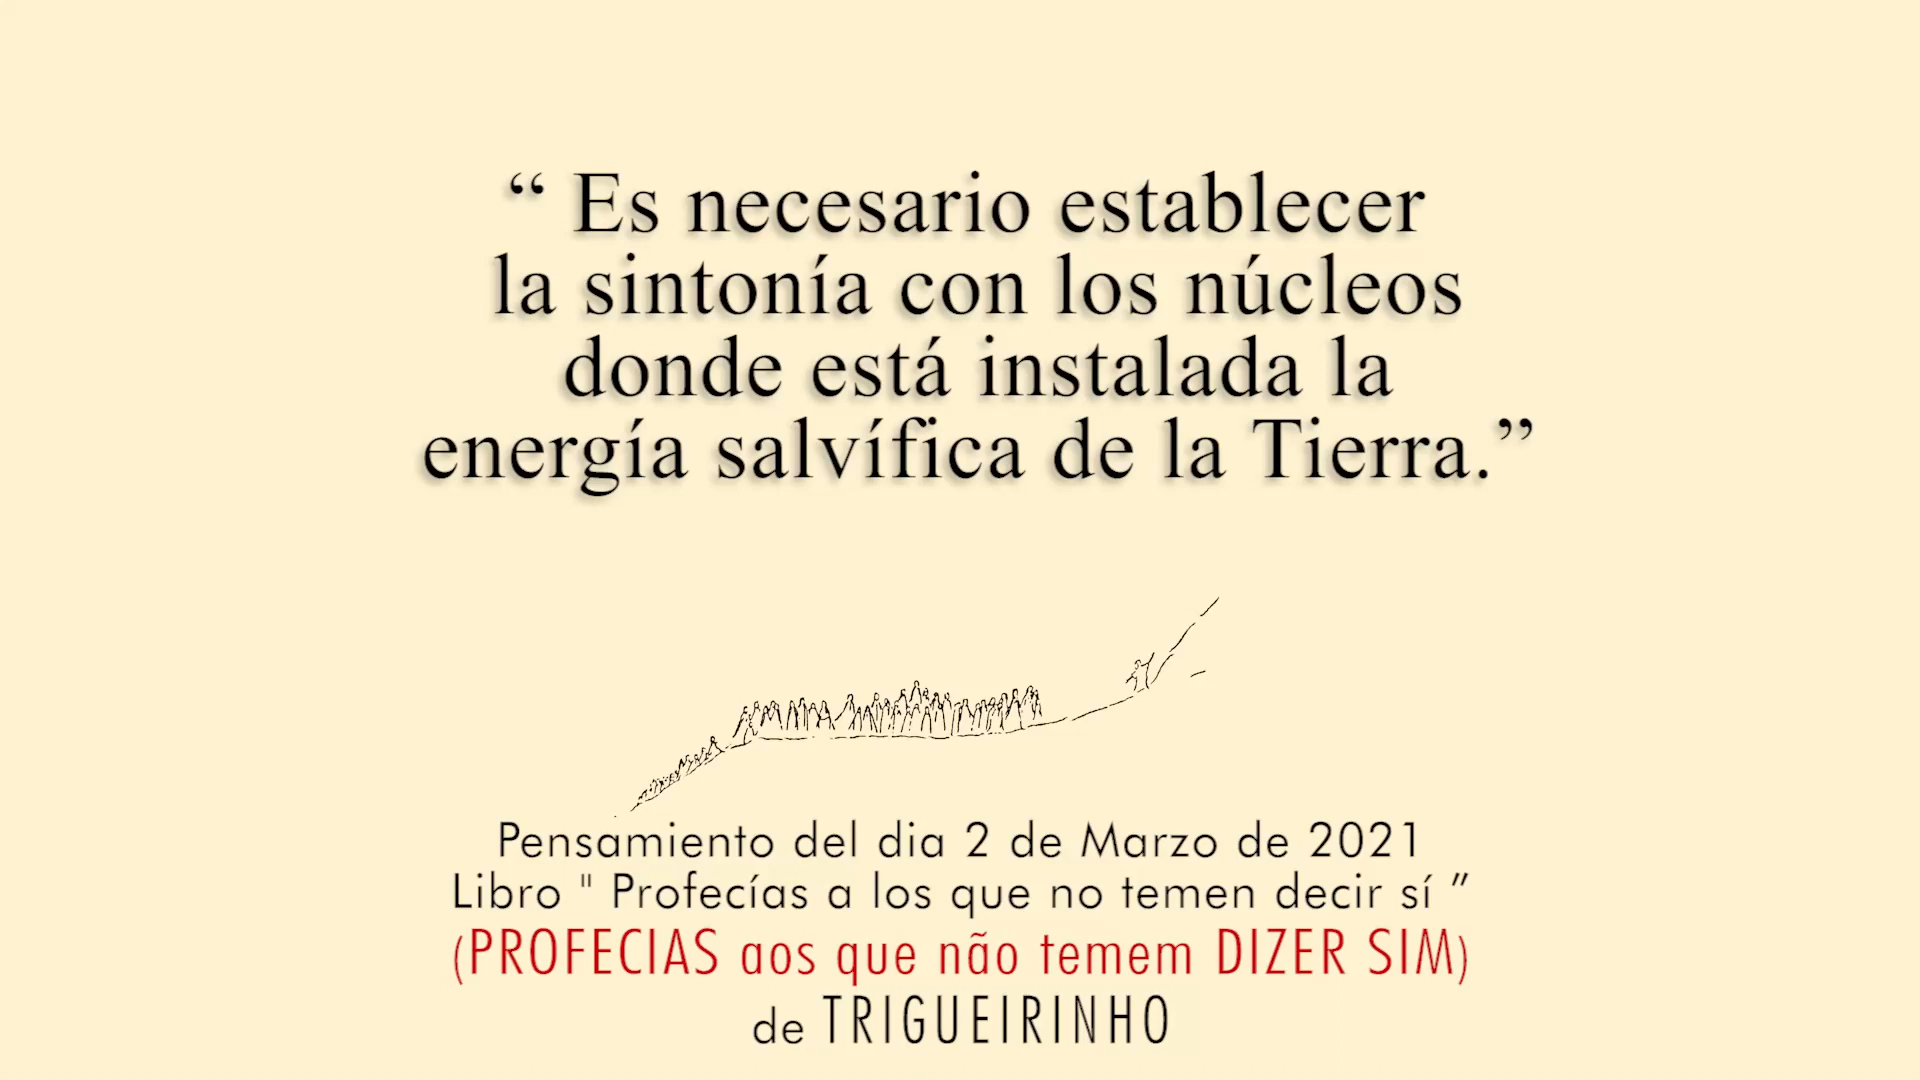 “ Es necesario establecer
la sintonía con los núcleos
donde está instalada la
energía salvífica de la Tierra.”
Pensamiento del dia 2 de Marzo de 2021
Libro " Profecías a los que no temen decir sí ”
(PROFECIAS aos que não temem DIZER SIM)
de TRIGUEIRINHO